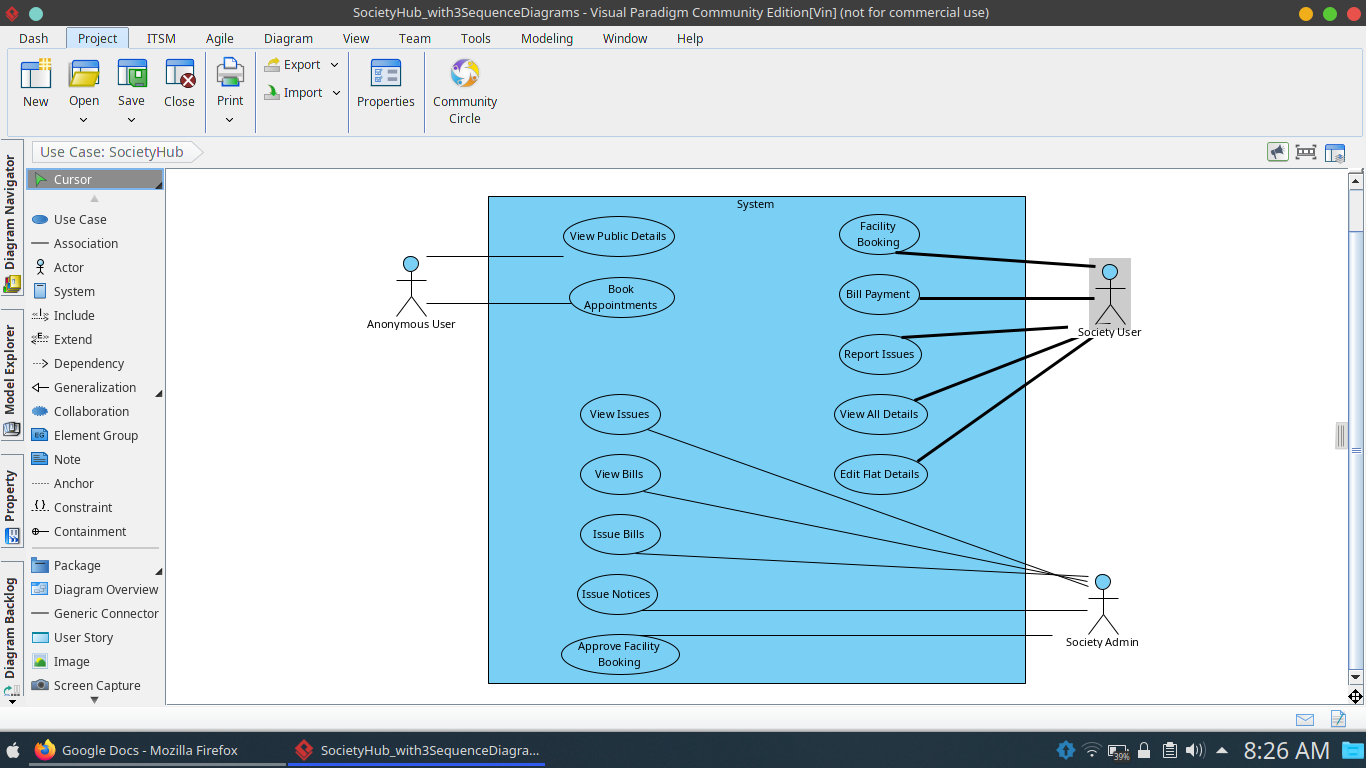 SocietyHub_with3SequenceDiagrams - Visual Paradigm Community Edition[Vin] (not for commercial use)
Dash Project ITSM Agile Diagram View Team Tools Modeling Window Help
New Open Save Close Print
Export
Import
Properties
Community
Circle
Use Case: SocietyHub
Diagram Navigator
Model Explorer
Property
Diagram Backlog
Cursor
Use Case
Association
Actor
System
Include
Extend
Dependency
Generalization
Collaboration
EG Element Group
Note
Anchor
Constraint
Containment
Package
Diagram Overview
Generic Connector
User Story
Image
Screen Capture
System
View Public Details
Book
Appointments
Anonymous User
Facility
Booking
Bill Payment
Report Issues
View All Details
Edit Flat Details
Society User
View Issues
View Bills
Issue Bills
Issue Notices
Approve Facility
Booking
Society Admin
Google Docs - Mozilla Firefox
SocietyHub_with3SequenceDiagra...
39%
8:26 AM